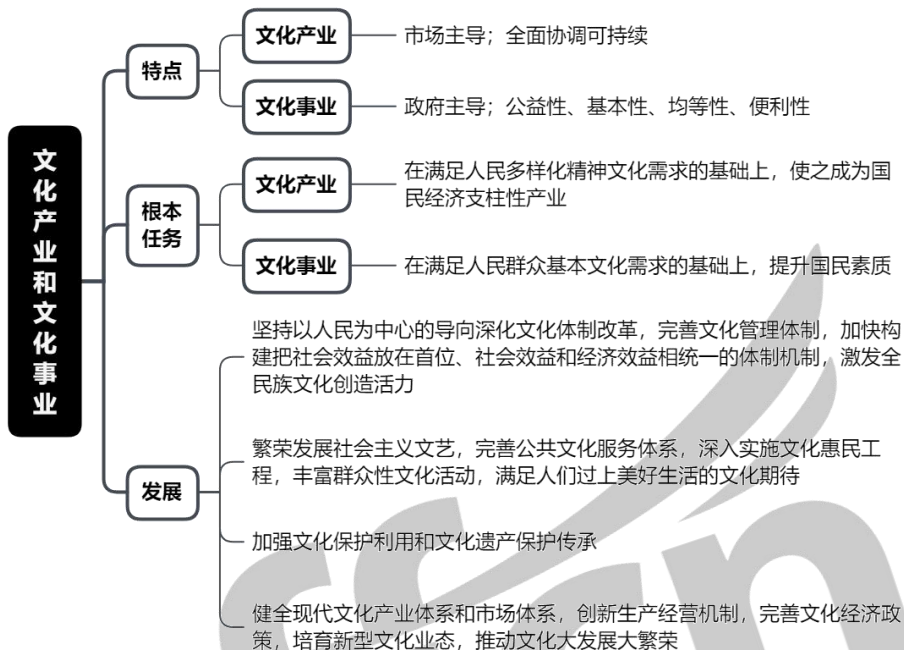 文化产业和文化事业
特点
文化产业
市场主导；全面协调可持续
文化事业
政府主导；公益性、基本性、均等性、便利性
根本
任务
文化产业
在满足人民多样化精神文化需求的基础上，使之成为国
民经济支柱性产业
文化事业
在满足人民群众基本文化需求的基础上，提升国民素质
发展
坚持以人民为中心的导向深化文化体制改革，完善文化管理体制，加快构
建把社会效益放在首位、社会效益和经济效益相统一的体制机制，激发全
民族文化创造活力
繁荣发展社会主义文艺，完善公共文化服务体系，深入实施文化惠民工
程，丰富群众性文化活动，满足人们过上美好生活的文化期待
加强文化保护利用和文化遗产保护传承
健全现代文化产业体系和市场体系，创新生产经营机制，完善文化经济政
策，培育新型文化业态，推动文化大发展大繁荣